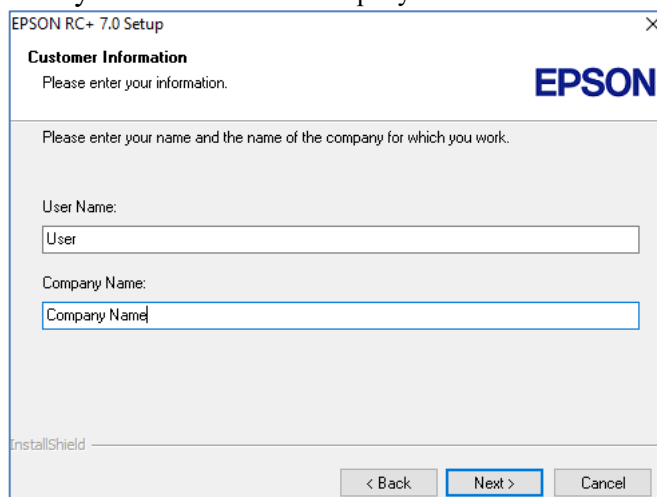 EPSON RC+ 7.0 Setup
Customer Information
Please enter your information.
EPSON
Please enter your name and the name of the company for which you work.
User Name:
User
Company Name:
Company Name
InstallShield
< Back Next > Cancel